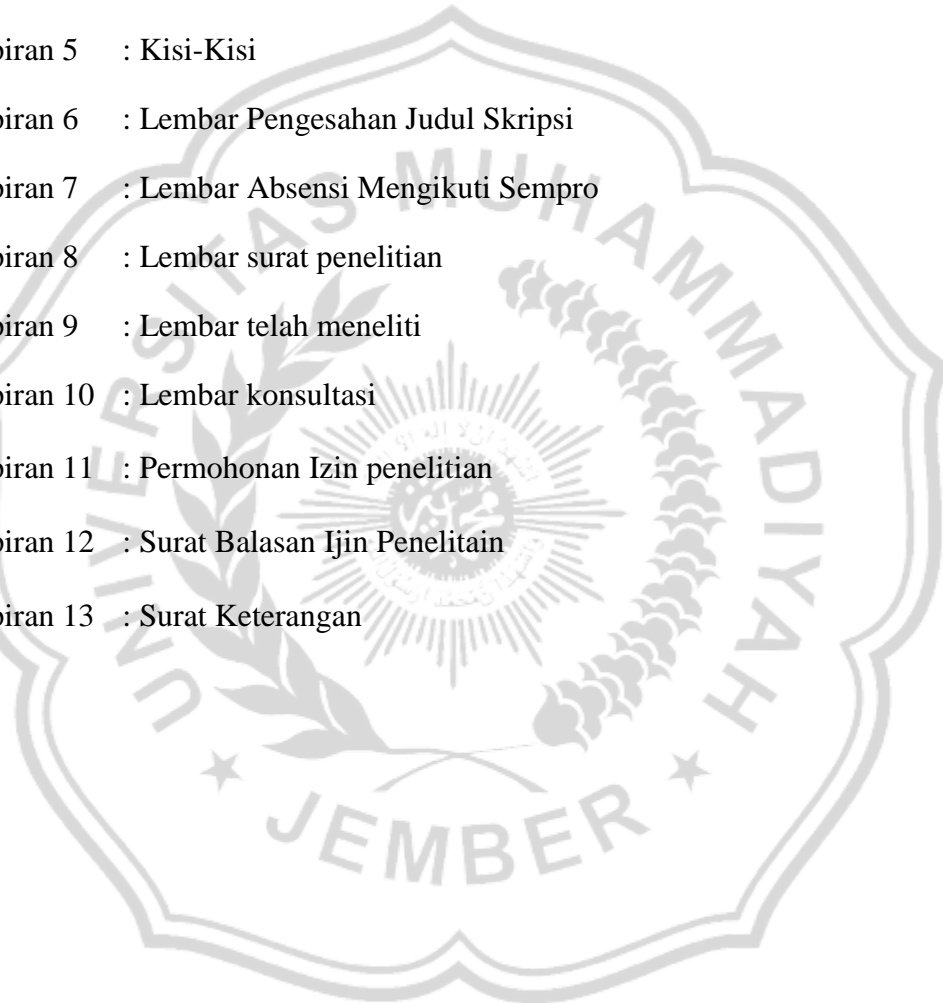 piran 5 : Kisi-Kisi
piran 6 : Lembar Pengesahan Judul Skripsi
piran 7 : Lembar Absensi Mengikuti Sempro
piran 8 : Lembar surat penelitian
piran 9 : Lembar telah meneliti
piran 10 : Lembar konsultasi
piran 11 : Permohonan Izin penelitian
piran 12 : Surat Balasan Ijin Penelitain
piran 13 : Surat Keterangan
UNIVERSITAS MUHAMMADIYAH
JEMBER